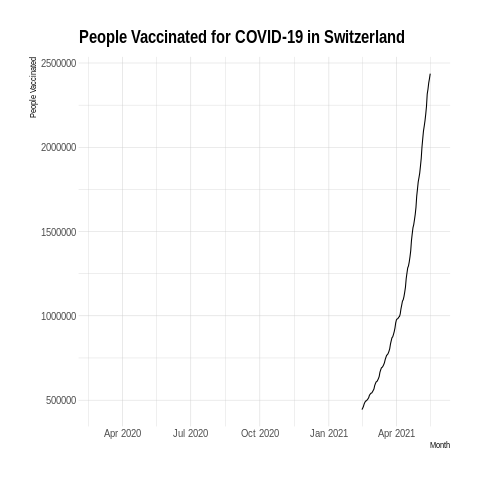 People Vaccinated for COVID-19 in Switzerland
People Vaccinated
2500000
2000000
1500000
1000000
500000
Apr 2020 Jul 2020 Oct 2020 Jan 2021 Apr 2021
Month